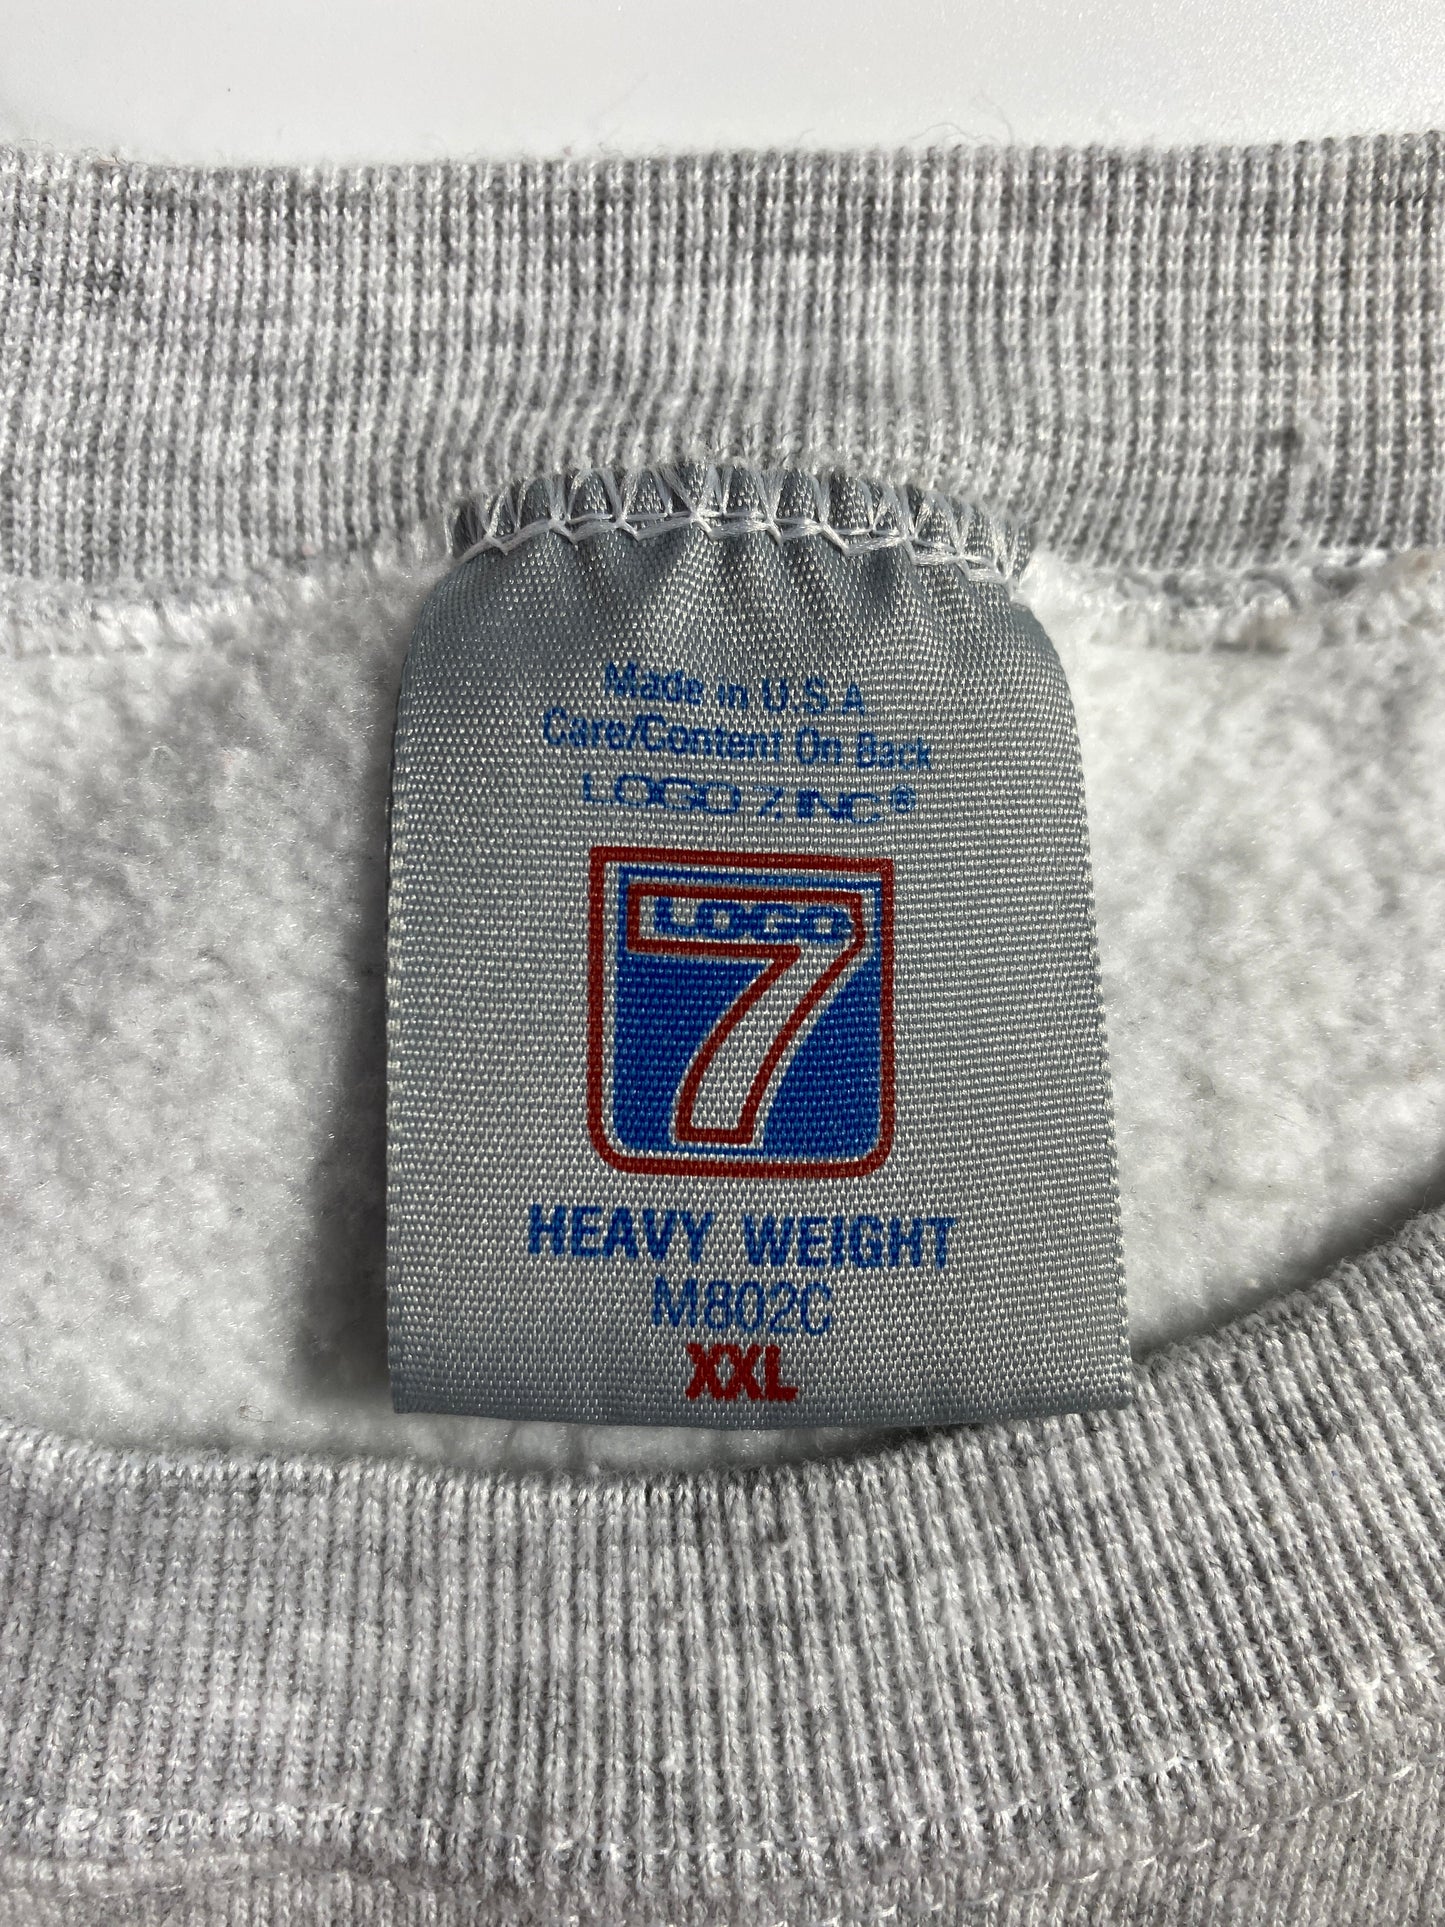 Made in U.S.A.
Care/Content On Back
LOGO 7, INC®
LOGO
7
HEAVY WEIGHT
M802C
XXL